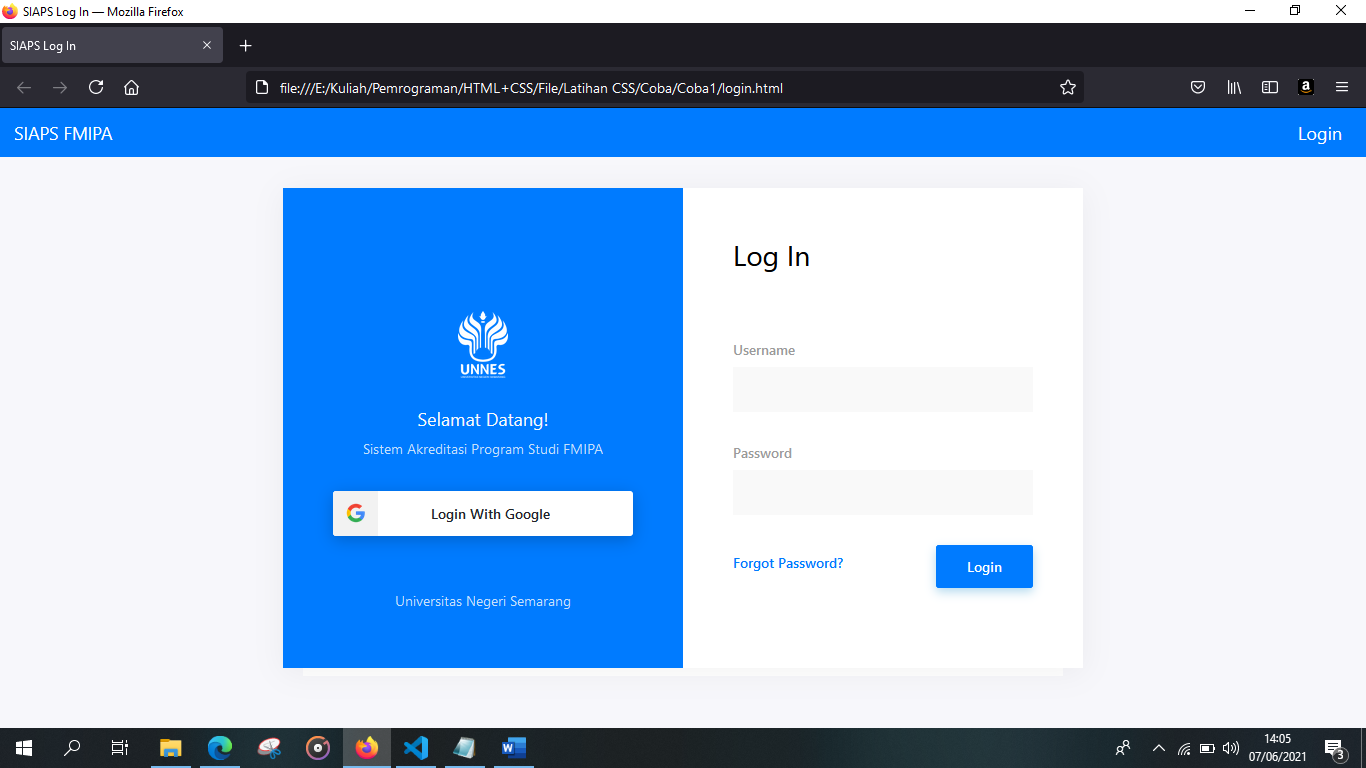 SIAPS Log In — Mozilla Firefox
SIAPS Log In
file:///E:/Kuliah/Pemrograman/HTML+CSS/File/Latihan CSS/Coba/Coba1/login.html
SIAPS FMIPA
Login
UNNES
Selamat Datang!
Sistem Akreditasi Program Studi FMIPA
Login With Google
Universitas Negeri Semarang
Log In
Username
Password
Forgot Password?
Login
14:05
07/06/2021
3